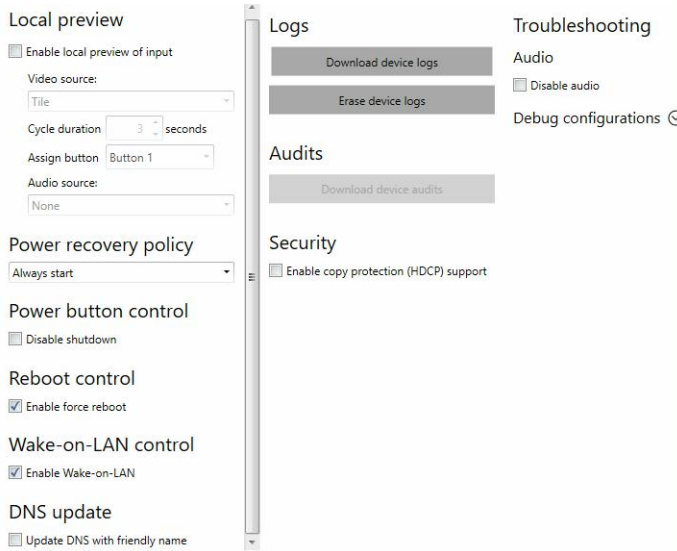 Local preview
Enable local preview of input
Video source:
Tile
Cycle duration 3 seconds
Assign button Button 1
Audio source:
None
Power recovery policy
Always start
Power button control
Disable shutdown
Reboot control
Enable force reboot
Wake-on-LAN control
Enable Wake-on-LAN
DNS update
Update DNS with friendly name
Logs
Download device logs
Erase device logs
Audits
Download device audits
Security
Enable copy protection (HDCP) support
Troubleshooting
Audio
Disable audio
Debug configurations